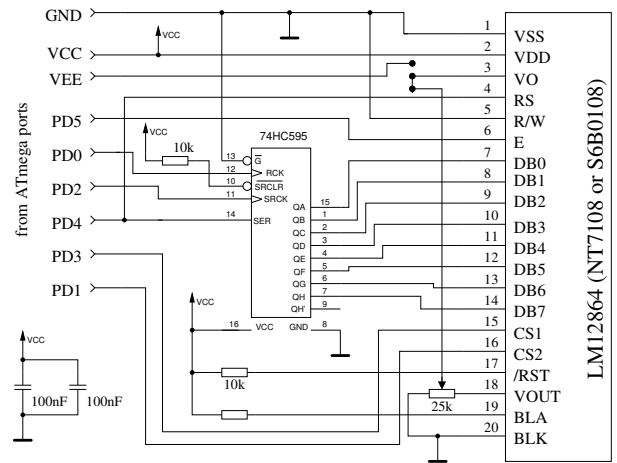 GND
VCC
VEE
PD5
PD0
PD2
PD4
PD3
PD1
from ATmega ports
VCC
VCC
10k
74HC595
13 G
12 RCK
10 SRCLR
11 SRCK
14 SER
QA 15
QB 1
QC 2
QD 3
QE 4
QF 5
QG 6
QH 7
QH' 9
16 VCC GND 8
VCC
10k
25k
VCC
100nF 100nF
1 VSS
2 VDD
3 VO
4 RS
5 R/W
6 E
7 DB0
8 DB1
9 DB2
10 DB3
11 DB4
12 DB5
13 DB6
14 DB7
15 CS1
16 CS2
17 /RST
18 VOUT
19 BLA
20 BLK
LM12864 (NT7108 or S6B0108)